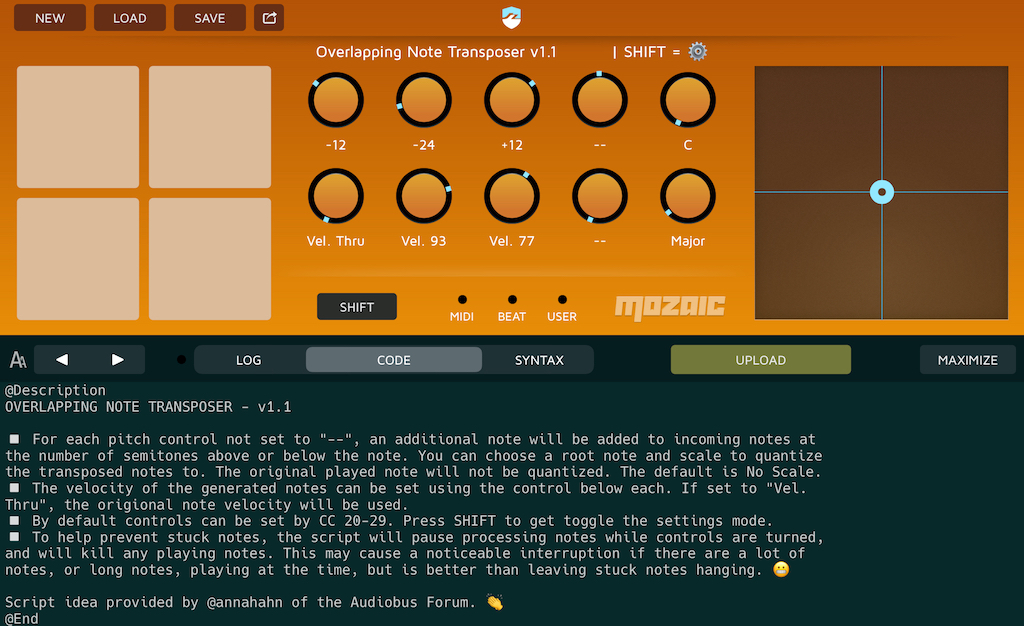 NEW LOAD SAVE
Overlapping Note Transposer v1.1 | SHIFT = ⚙️
-12 -24 +12 -- C
Vel. Thru Vel. 93 Vel. 77 -- Major
SHIFT MIDI BEAT USER MOZAIC
AA ◀ ▶ LOG CODE SYNTAX UPLOAD MAXIMIZE
@Description
OVERLAPPING NOTE TRANSPOSER - v1.1
◽ For each pitch control not set to "--", an additional note will be added to incoming notes at
the number of semitones above or below the note. You can choose a root note and scale to quantize
the transposed notes to. The original played note will not be quantized. The default is No Scale.
◽ The velocity of the generated notes can be set using the control below each. If set to "Vel.
Thru", the origional note velocity will be used.
◽ By default controls can be set by CC 20-29. Press SHIFT to get toggle the settings mode.
◽ To help prevent stuck notes, the script will pause processing notes while controls are turned,
and will kill any playing notes. This may cause a noticeable interruption if there are a lot of
notes, or long notes, playing at the time, but is better than leaving stuck notes hanging. 😬
Script idea provided by @annahahn of the Audiobus Forum. 👏
@End